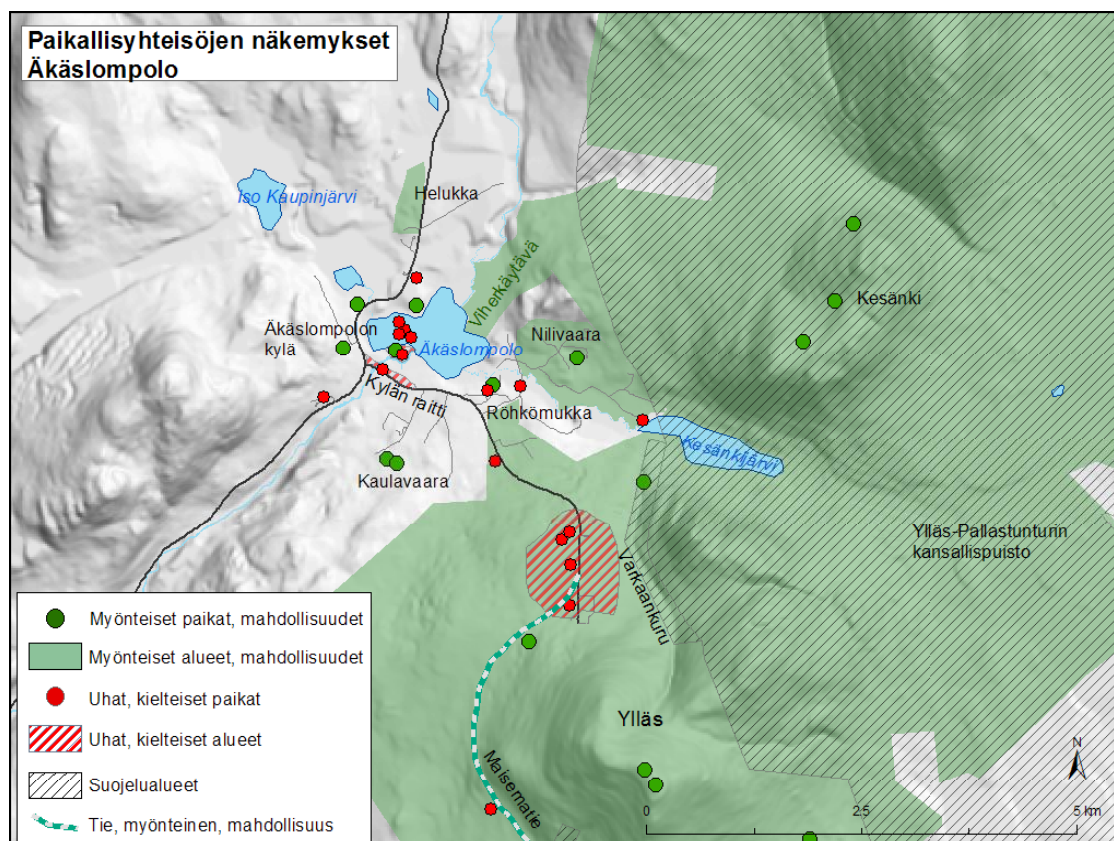 Paikallisyhteisöjen näkemykset
Äkäslompolo
Iso Kaupinjärvi
Helukka
Viherkäytävä
Kesänki
Äkäslompolon
kylä
Äkäslompolo
Nilivaara
Kylän raitti
Röhkömukka
Kesänkijärvi
Kaulavaara
Ylläs-Pallastunturin
kansallispuisto
Varkaankuru
Ylläs
Maisematie
Myönteiset paikat, mahdollisuudet
Myönteiset alueet, mahdollisuudet
Uhat, kielteiset paikat
Uhat, kielteiset alueet
Suojelualueet
Tie, myönteinen, mahdollisuus
N
0 2,5 5 km